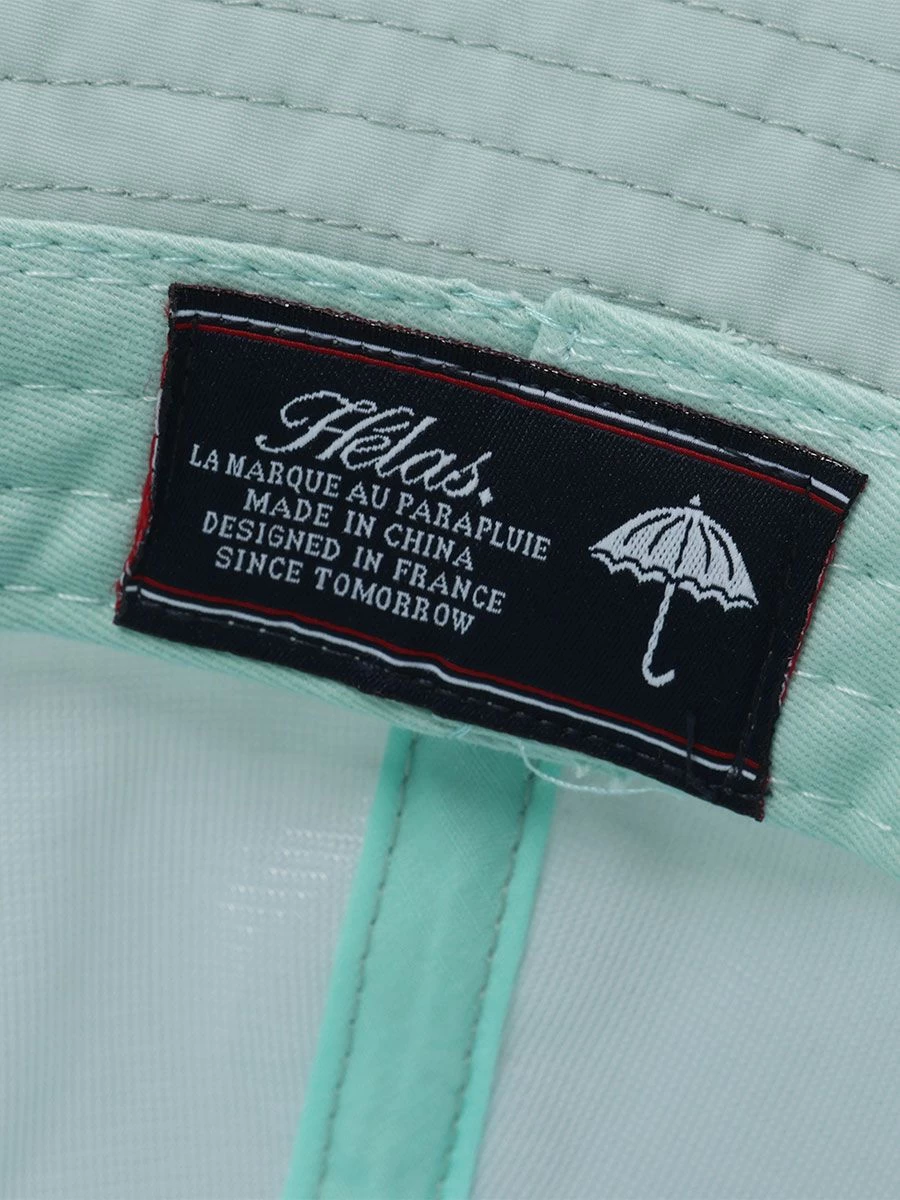 Hélas.
LA MARQUE AU PARAPLUIE
MADE IN CHINA
DESIGNED IN FRANCE
SINCE TOMORROW